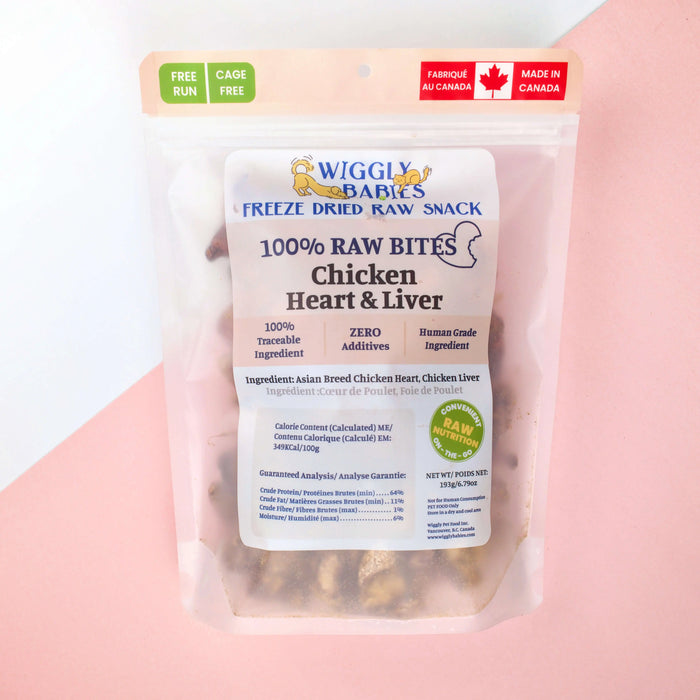 FREE RUN
CAGE FREE
FABRIQUÉ AU CANADA
MADE IN CANADA
WIGGLY
BABIES
FREEZE DRIED RAW SNACK
100% RAW BITES
Chicken
Heart & Liver
100%
Traceable
Ingredient
ZERO
Additives
Human Grade
Ingredient
Ingredient: Asian Breed Chicken Heart, Chicken Liver
Ingrédient :Cœur de Poulet, Foie de Poulet
Calorie Content (Calculated) ME/
Contenu Calorique (Calculé) EM:
349KCal/100g
CONVENIENT
RAW
NUTRITION
ON-THE-GO
Guaranteed Analysis/ Analyse Garantie:
Crude Protein/ Protéines Brutes (min) ..... 64%
Crude Fat/ Matières Grasses Brutes (min) .. 11%
Crude Fibre/ Fibres Brutes (max) ............ 1%
Moisture/ Humidité (max) .................. 6%
NET WT/ POIDS NET:
193g/6.79oz
Not for Human Consumption
PET FOOD Only
Store in a dry and cool area
Wiggly Pet Food Inc.
Vancouver, B.C. Canada
www.wigglybabies.com